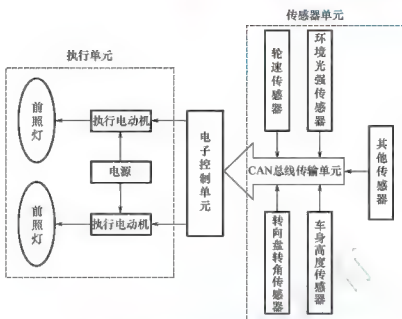 传感器单元
执行单元
轮速传感器
环境光强传感器
前照灯
执行电动机
电子控制单元
其他传感器
电源
CAN总线传输单元
前照灯
执行电动机
转向盘转角传感器
车身高度传感器